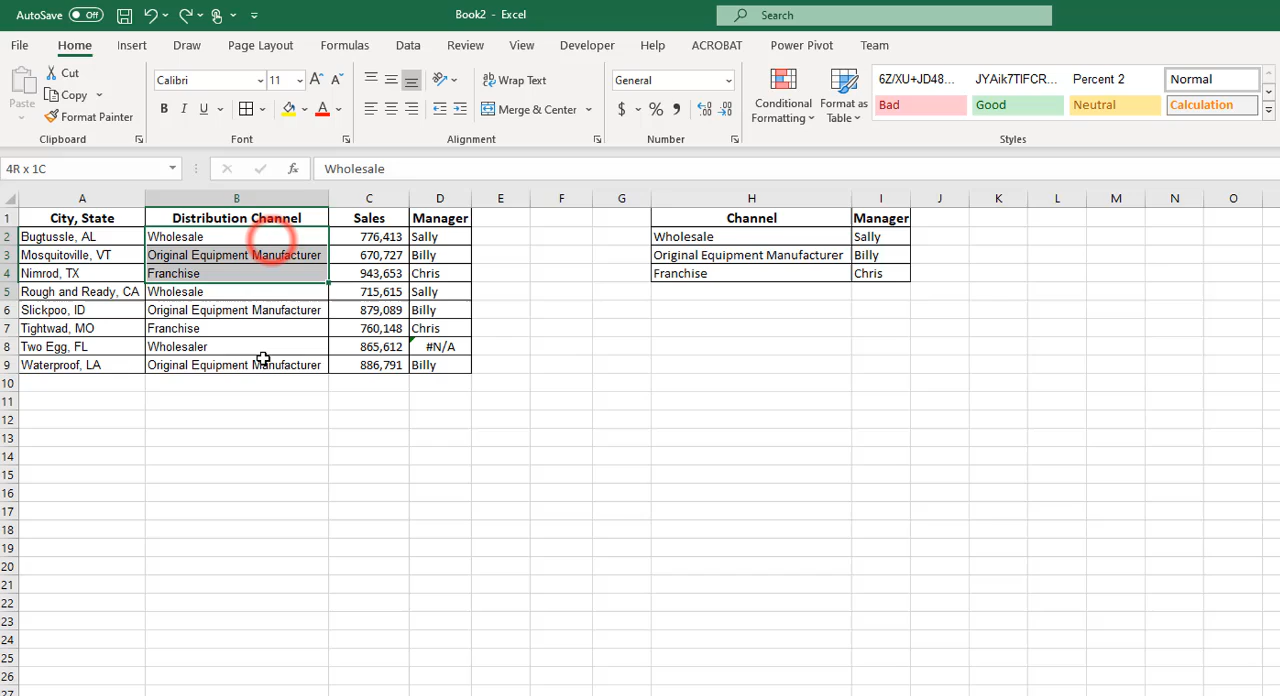 AutoSave Off Book2 - Excel Search
File Home Insert Draw Page Layout Formulas Data Review View Developer Help ACROBAT Power Pivot Team
Paste
Cut
Copy
Format Painter
Clipboard
Calibri 11
B I U
Font
Wrap Text
Merge & Center
Alignment
General
$ % ,
Number
Conditional Formatting
Format as Table
6Z/XU+JD48... JYAik7TIFCR... Percent 2 Normal
Bad Good Neutral Calculation
Styles
4R x 1C fx Wholesale
A B C D E F G H I J K L M N O
1 City, State Distribution Channel Sales Manager Channel Manager
2 Bugtussle, AL Wholesale 776,413 Sally Wholesale Sally
3 Mosquitoville, VT Original Equipment Manufacturer 670,727 Billy Original Equipment Manufacturer Billy
4 Nimrod, TX Franchise 943,653 Chris Franchise Chris
5 Rough and Ready, CA Wholesale 715,615 Sally
6 Slickpoo, ID Original Equipment Manufacturer 879,089 Billy
7 Tightwad, MO Franchise 760,148 Chris
8 Two Egg, FL Wholesaler 865,612 #N/A
9 Waterproof, LA Original Equipment Manufacturer 886,791 Billy
10
11
12
13
14
15
16
17
18
19
20
21
22
23
24
25
26
27